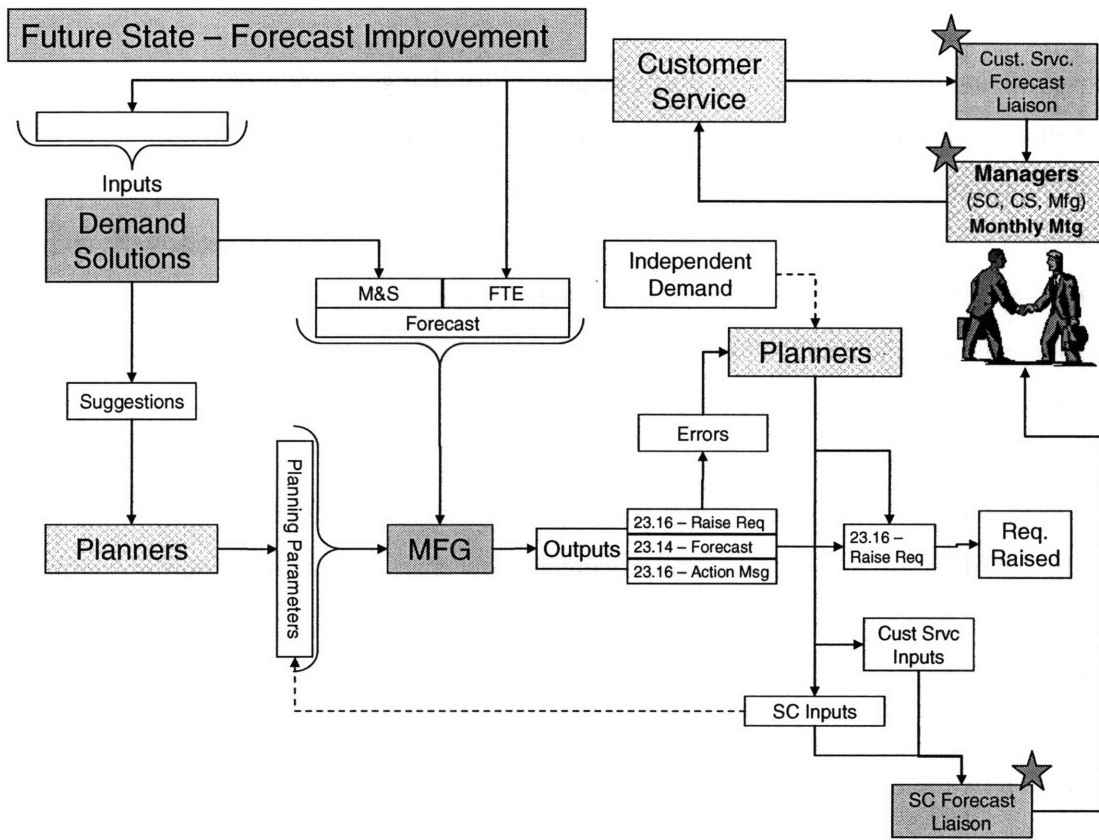 Future State – Forecast Improvement
Customer
Service
Cust. Srvc.
Forecast
Liaison
Inputs
Managers
(SC, CS, Mfg)
Monthly Mtg
Demand
Solutions
Independent
Demand
M&S
FTE
Forecast
Planners
Suggestions
Errors
Planning Parameters
Planners
MFG
Outputs
23.16 – Raise Req
23.14 – Forecast
23.16 – Action Msg
23.16 –
Raise Req
Req.
Raised
Cust Srvc
Inputs
SC Inputs
SC Forecast
Liaison